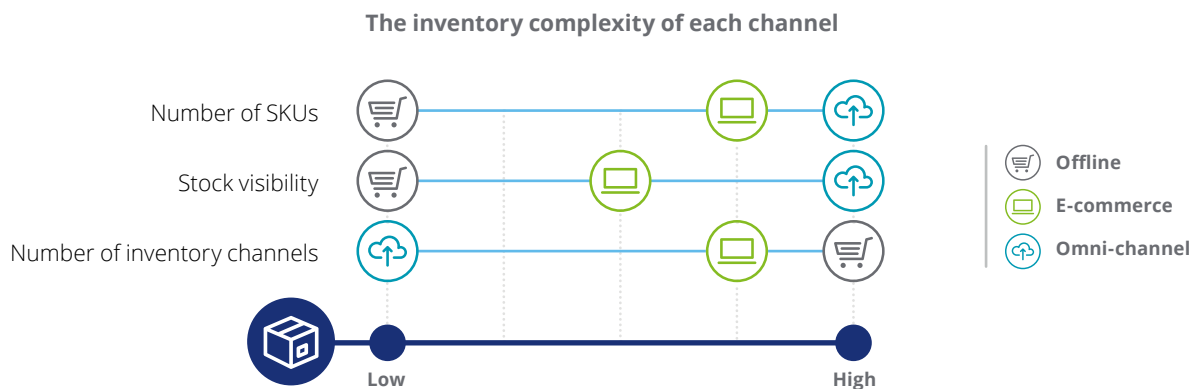 The inventory complexity of each channel
Number of SKUs
Stock visibility
Number of inventory channels
Offline
E-commerce
Omni-channel
Low
High